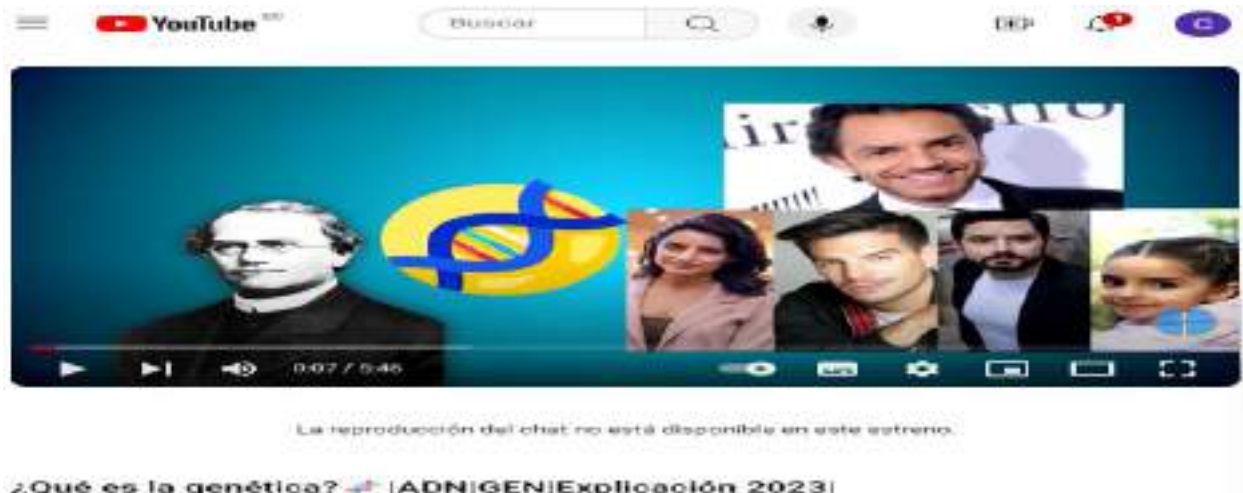 YouTube
Buscar
0:07 / 5:46
La reproducción del chat no está disponible en este estreno.
¿Qué es la genética? |ADN|GEN|Explicación 2023|